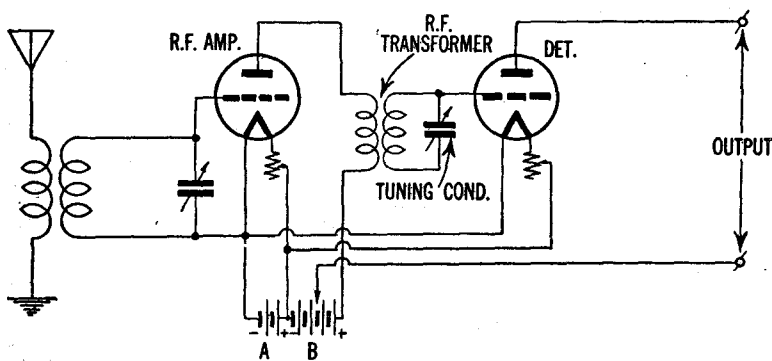 R.F. AMP.
R.F.
TRANSFORMER
DET.
OUTPUT
TUNING COND.
- + - +
A B